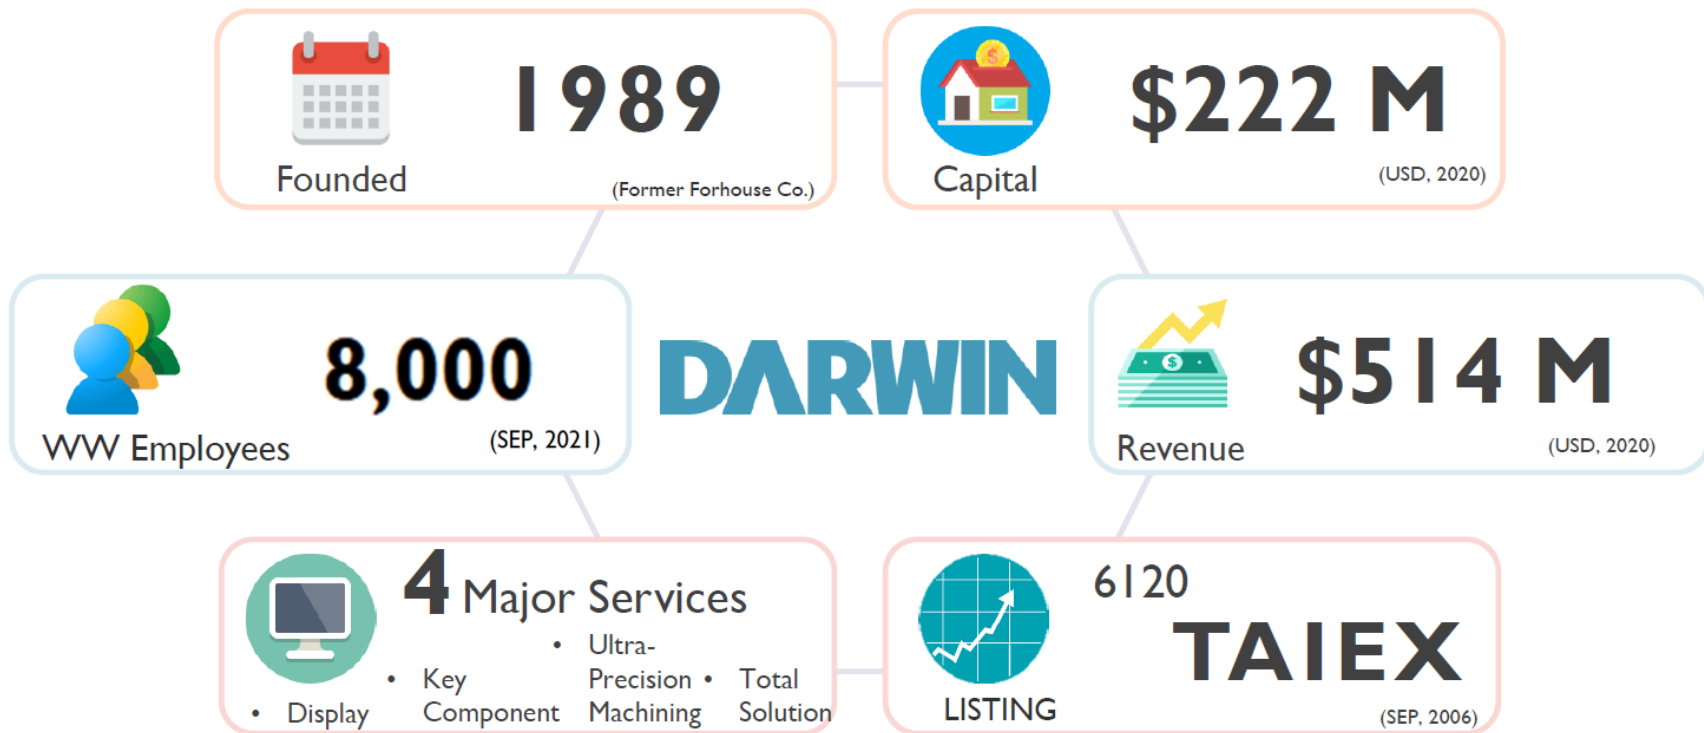 1989
Founded
(Former Forhouse Co.)
$222 M
Capital
(USD, 2020)
8,000
WW Employees
(SEP, 2021)
DARWIN
$514 M
Revenue
(USD, 2020)
4 Major Services
• Display
• Key
Component
• Ultra-
Precision
Machining
• Total
Solution
6120
TAIEX
LISTING
(SEP, 2006)